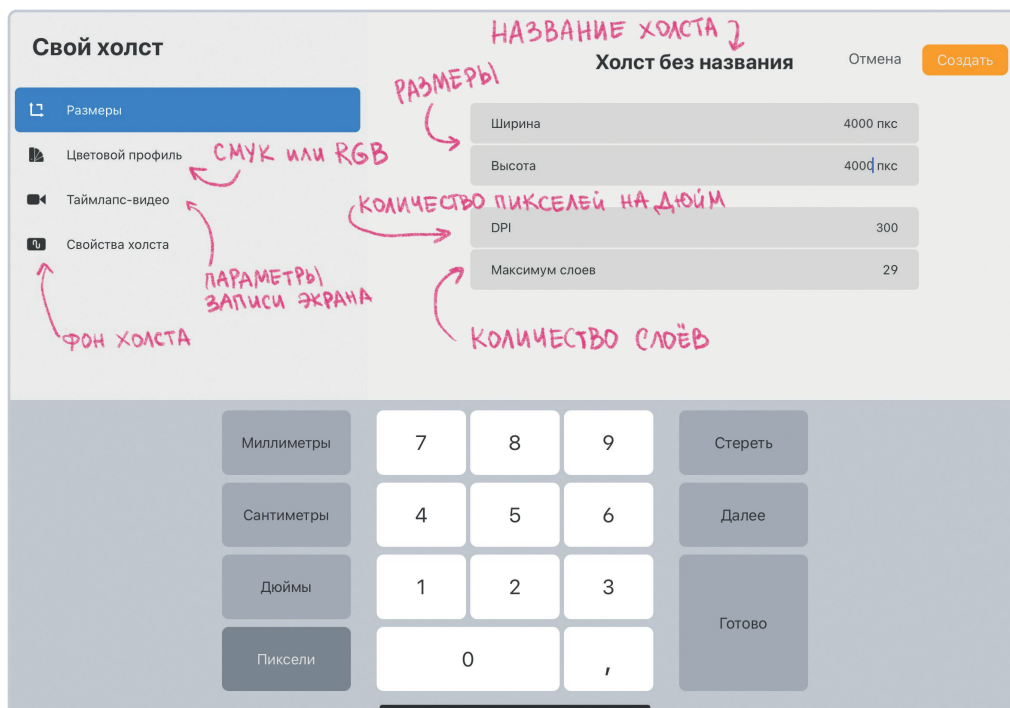 НАЗВАНИЕ ХОЛСТА
Свой холст
Холст без названия
Отмена
Создать
РАЗМЕРЫ
Размеры
Ширина 4000 пкс
Цветовой профиль
СМУК или RGB
Высота 4000 пкс
Таймлапс-видео
КОЛИЧЕСТВО ПИКСЕЛЕЙ НА ДЮЙМ
DPI 300
Свойства холста
Максимум слоев 29
ПАРАМЕТРЫ
ЗАПИСИ ЭКРАНА
ФОН ХОЛСТА
КОЛИЧЕСТВО СЛОЁВ
Миллиметры 7 8 9 Стереть
Сантиметры 4 5 6 Далее
Дюймы 1 2 3
Готово
Пиксели 0 ,